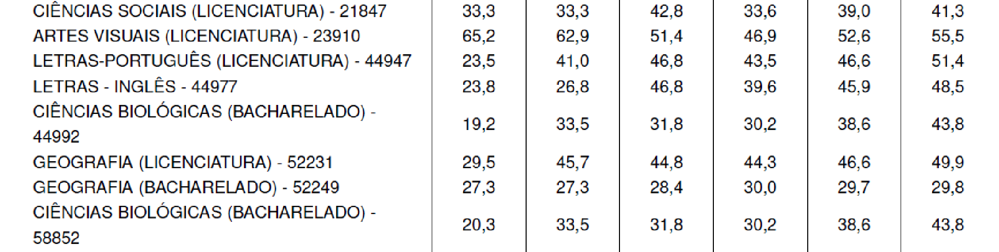 CIÊNCIAS SOCIAIS (LICENCIATURA) - 21847 33,3 33,3 42,8 33,6 39,0 41,3
ARTES VISUAIS (LICENCIATURA) - 23910 65,2 62,9 51,4 46,9 52,6 55,5
LETRAS-PORTUGUÊS (LICENCIATURA) - 44947 23,5 41,0 46,8 43,5 46,6 51,4
LETRAS - INGLÊS - 44977 23,8 26,8 46,8 39,6 45,9 48,5
CIÊNCIAS BIOLÓGICAS (BACHARELADO) -
44992 19,2 33,5 31,8 30,2 38,6 43,8
GEOGRAFIA (LICENCIATURA) - 52231 29,5 45,7 44,8 44,3 46,6 49,9
GEOGRAFIA (BACHARELADO) - 52249 27,3 27,3 28,4 30,0 29,7 29,8
CIÊNCIAS BIOLÓGICAS (BACHARELADO) -
58852 20,3 33,5 31,8 30,2 38,6 43,8